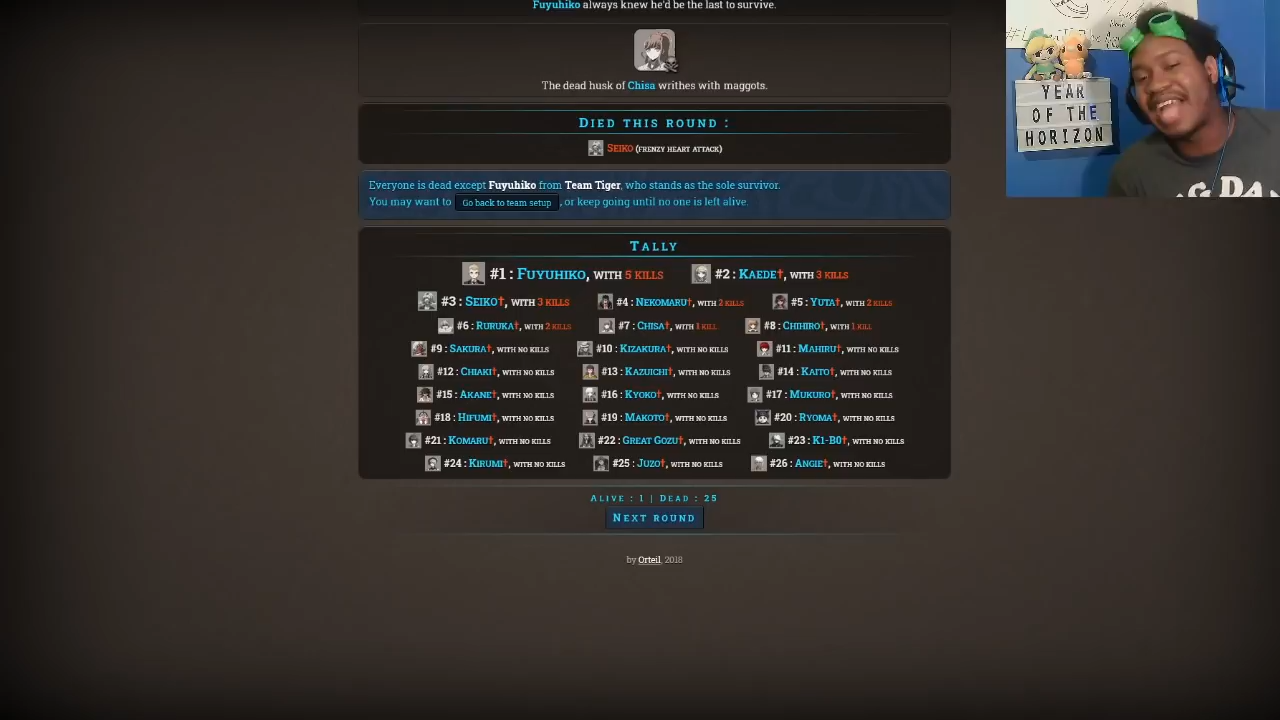 Fuyuhiko always knew he'd be the last to survive.
The dead husk of Chisa writhes with maggots.
DIED THIS ROUND :
SEIKO (FRENZY HEART ATTACK)
Everyone is dead except Fuyuhiko from Team Tiger, who stands as the sole survivor.
You may want to Go back to team setup, or keep going until no one is left alive.
TALLY
#1 : FUYUHIKO, WITH 5 KILLS #2 : KAEDE†, WITH 3 KILLS
#3 : SEIKO†, WITH 3 KILLS #4 : NEKOMARU†, WITH 2 KILLS #5 : YUTA†, WITH 2 KILLS
#6 : RURUKA†, WITH 2 KILLS #7 : CHISA†, WITH 1 KILL #8 : CHIHIRO†, WITH 1 KILL
#9 : SAKURA†, WITH NO KILLS #10 : KIZAKURA†, WITH NO KILLS #11 : MAHIRU†, WITH NO KILLS
#12 : CHIAKI†, WITH NO KILLS #13 : KAZUICHI†, WITH NO KILLS #14 : KAITO†, WITH NO KILLS
#15 : AKANE†, WITH NO KILLS #16 : KYOKO†, WITH NO KILLS #17 : MUKURO†, WITH NO KILLS
#18 : HIFUMI†, WITH NO KILLS #19 : MAKOTO†, WITH NO KILLS #20 : RYOMA†, WITH NO KILLS
#21 : KOMARU†, WITH NO KILLS #22 : GREAT GOZU†, WITH NO KILLS #23 : K1-B0†, WITH NO KILLS
#24 : KIRUMI†, WITH NO KILLS #25 : JUZO†, WITH NO KILLS #26 : ANGIE†, WITH NO KILLS
ALIVE : 1 | DEAD : 25
NEXT ROUND
by Orteil, 2018
YEAR
OF THE
HORIZON